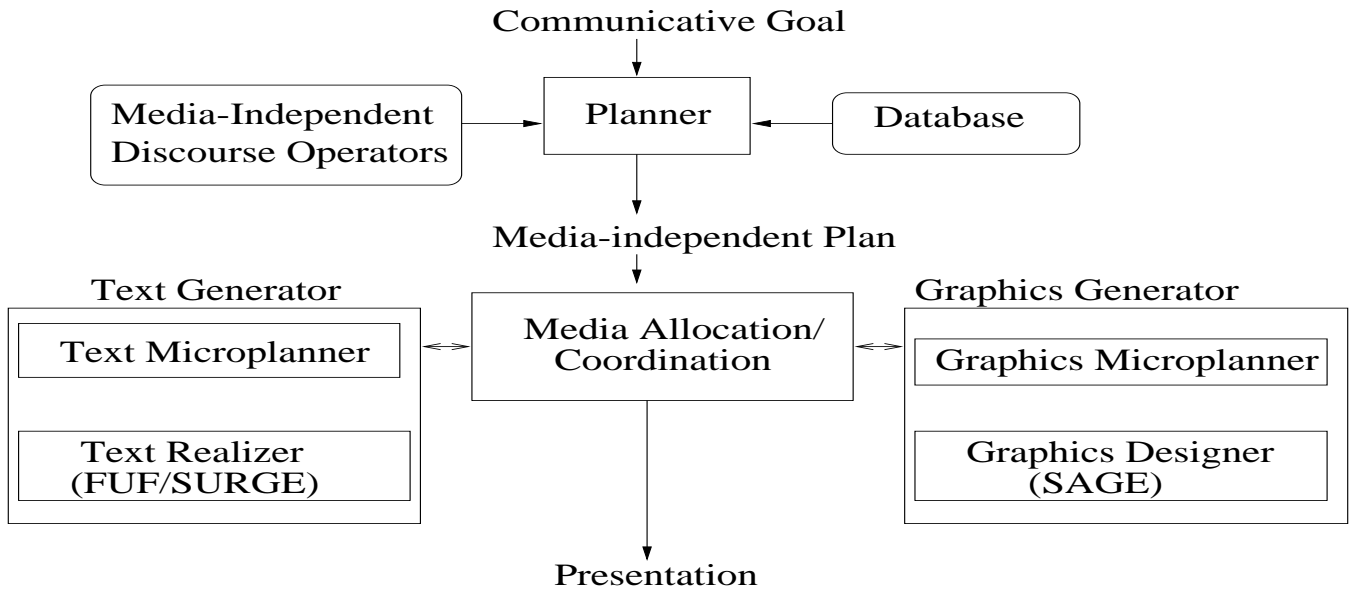 Communicative Goal
Media-Independent
Discourse Operators
Planner
Database
Media-independent Plan
Text Generator
Graphics Generator
Media Allocation/
Coordination
Text Microplanner
Graphics Microplanner
Text Realizer
(FUF/SURGE)
Graphics Designer
(SAGE)
Presentation